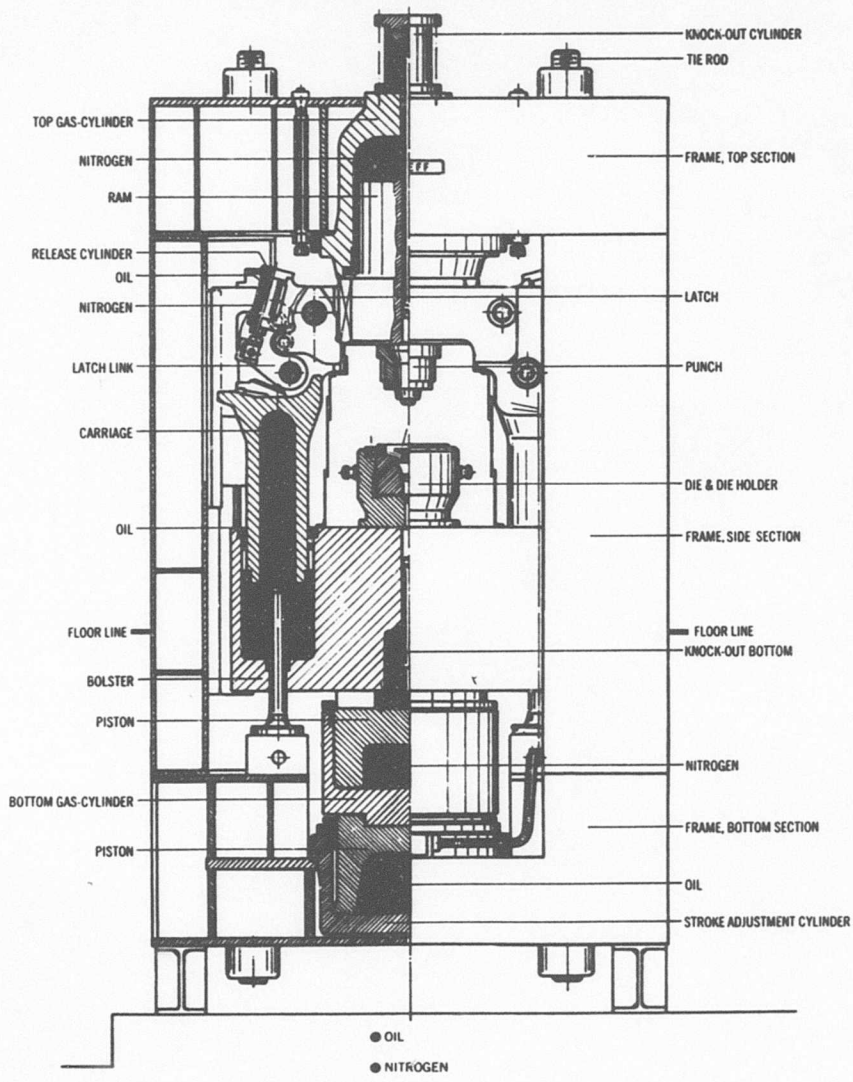 KNOCK-OUT CYLINDER
TIE ROD
TOP GAS-CYLINDER
NITROGEN
FRAME, TOP SECTION
EFF
RAM
RELEASE CYLINDER
OIL
NITROGEN
LATCH
LATCH LINK
PUNCH
CARRIAGE
DIE & DIE HOLDER
OIL
FRAME, SIDE SECTION
FLOOR LINE
FLOOR LINE
KNOCK-OUT BOTTOM
BOLSTER
PISTON
NITROGEN
BOTTOM GAS-CYLINDER
FRAME, BOTTOM SECTION
PISTON
OIL
STROKE ADJUSTMENT CYLINDER
OIL
NITROGEN